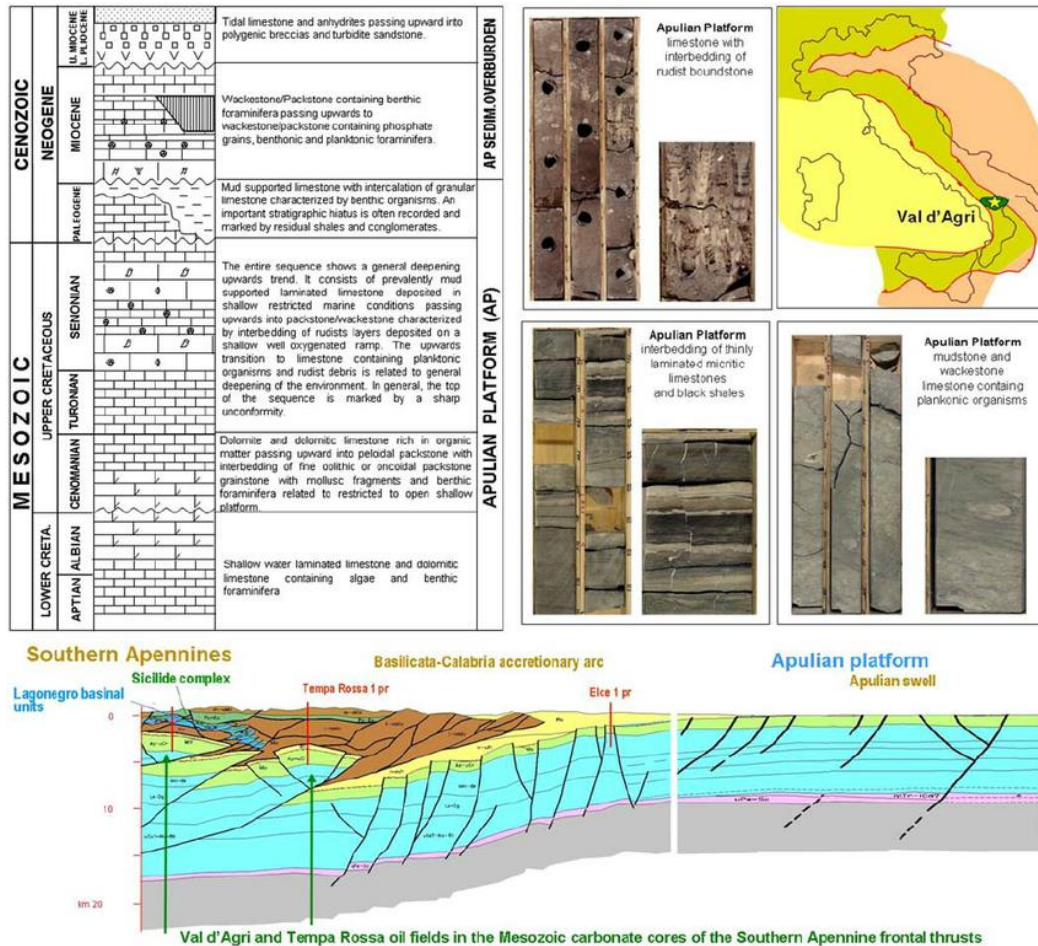 CENOZOIC
NEOGENE
U. MIOCENE
L. PLIOCENE
Tidal limestone and anhydrites passing upward into
polygenic breccias and turbidite sandstone.
MIOCENE
Wackestone/Packstone containing benthic
foraminifera passing upwards to
wackestone/packstone containing phosphate
grains, benthonic and planktonic foraminifera.
AP SEDIM.OVERBURDEN
PALEOGENE
Mud supported limestone with intercalation of granular
limestone characterized by benthic organisms. An
important stratigraphic hiatus is often recorded and
marked by residual shales and conglomerates.
MESOZOIC
UPPER CRETACEOUS
SENONIAN
TURONIAN
The entire sequence shows a general deepening
upwards trend. It consists of prevalently mud
supported laminated limestone deposited in
shallow restricted marine conditions passing
upwards into packstone/wackestone characterized
by interbedding of rudists layers deposited on a
shallow well oxygenated ramp. The upwards
transition to limestone containing planktonic
organisms and rudist debris is related to general
deepening of the environment. In general, the top
of the sequence is marked by a sharp
unconformity.
CENOMANIAN
Dolomite and dolomitic limestone rich in organic
matter passing upward into peloidal packstone with
interbedding of fine oolithic or oncoidal packstone
grainstone with mollusc fragments and benthic
foraminifera related to restricted to open shallow
platform.
LOWER CRETA.
ALBIAN
APTIAN
Shallow water laminated limestone and dolomitic
limestone containing algae and benthic
foraminifera
APULIAN PLATFORM (AP)
Apulian Platform
limestone with
interbedding of
rudist boundstone
Val d'Agri
Apulian Platform
interbedding of thinly
laminated micritic
limestones
and black shales
Apulian Platform
mudstone and
wackestone
limestone containg
plankonic organisms
Southern Apennines
Basilicata-Calabria accretionary arc
Apulian platform
Apulian swell
Sicilide complex
Lagonegro basinal
units
Tempa Rossa 1 pr
Elce 1 pr
0
10
km 20
Val d'Agri and Tempa Rossa oil fields in the Mesozoic carbonate cores of the Southern Apennine frontal thrusts